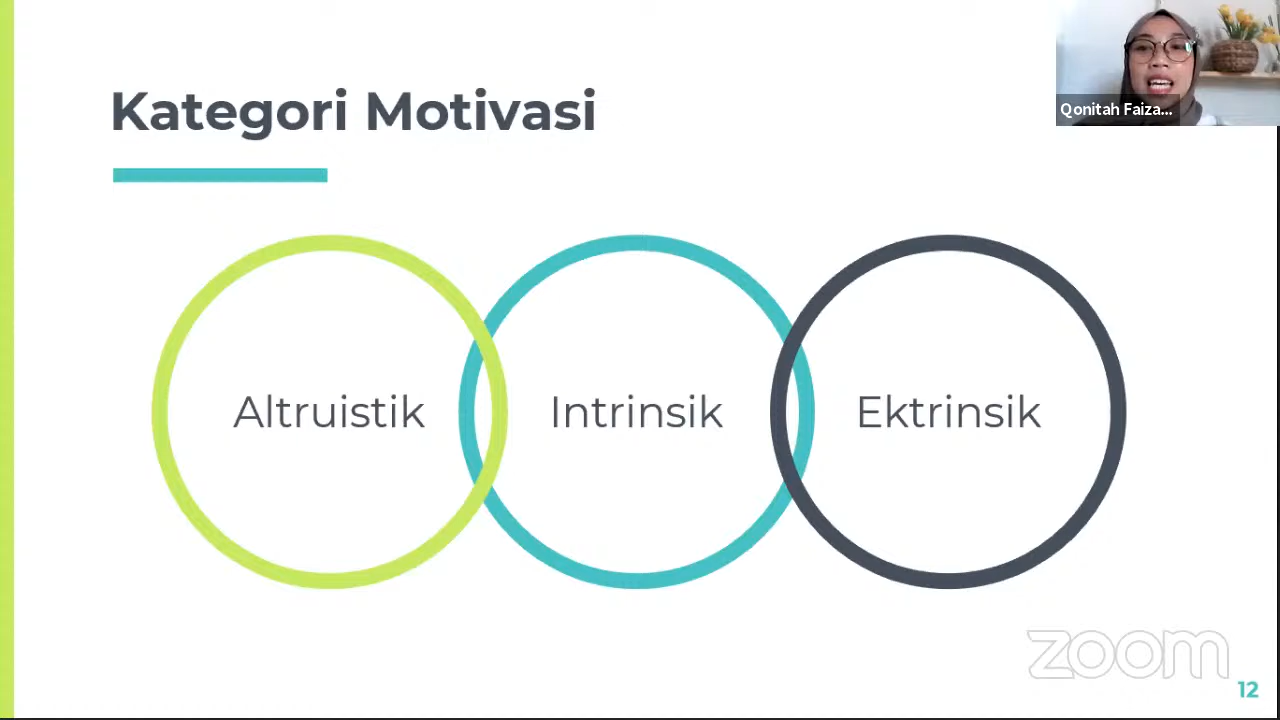 Kategori Motivasi
Qonitah Faiza...
Altruistik
Intrinsik
Ektrinsik
zoom
12